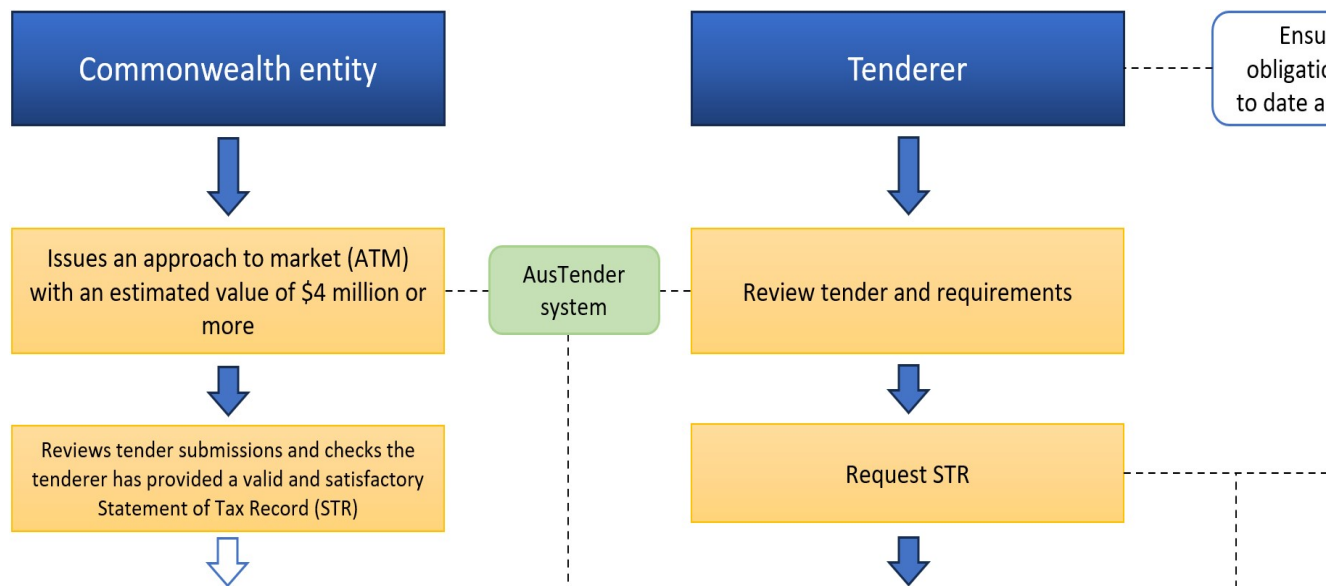 Commonwealth entity
Tenderer
Issues an approach to market (ATM)
with an estimated value of $4 million or
more
AusTender
system
Review tender and requirements
Reviews tender submissions and checks the
tenderer has provided a valid and satisfactory
Statement of Tax Record (STR)
Request STR
to date a